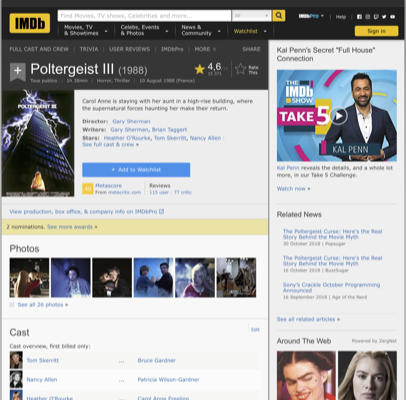 IMDb
Find Movies, TV shows, Celebrities and more...
All
IMDbPro
Help
Movies, TV
& Showtimes
Celebs, Events
& Photos
News &
Community
Watchlist
Sign in
FULL CAST AND CREW | TRIVIA | USER REVIEWS | IMDbPro | MORE
SHARE
Poltergeist III (1988)
4,6
Rate
This
Tous publics | 1h 38min | Horror, Thriller | 10 August 1988 (France)
POLTERGEIST III
Carol Anne is staying with her aunt in a high-rise building, where
the supernatural forces haunting her make their return.
Director: Gary Sherman
Writers: Gary Sherman, Brian Taggert
Stars: Heather O'Rourke, Tom Skerritt, Nancy Allen
See full cast & crew »
+ Add to Watchlist
Metascore
From metacritic.com
Reviews
115 user | 77 critic
View production, box office, & company info on IMDbPro
2 nominations. See more awards »
Photos
See all 26 photos »
Cast
Edit
Cast overview, first billed only:
Tom Skerritt ... Bruce Gardner
Nancy Allen ... Patricia Wilson-Gardner
Heather O'Rourke ... Carol Anne Freeling
Kal Penn's Secret "Full House"
Connection
THE
IMDb
SHOW
TAKE 5
KAL PENN
Kal Penn reveals the details, and a whole lot
more, in our Take 5 Challenge.
Watch now »
Related News
The Poltergeist Curse: Here's the Real
Story Behind the Movie Myth
30 October 2018 | Popsugar
The Poltergeist Curse: Here's the Real
Story Behind the Movie Myth
16 October 2018 | BuzzSugar
Sony's Crackle October Programming
Announced
16 September 2018 | Age of the Nerd
See all related articles »
Around The Web
Powered by ZergNet